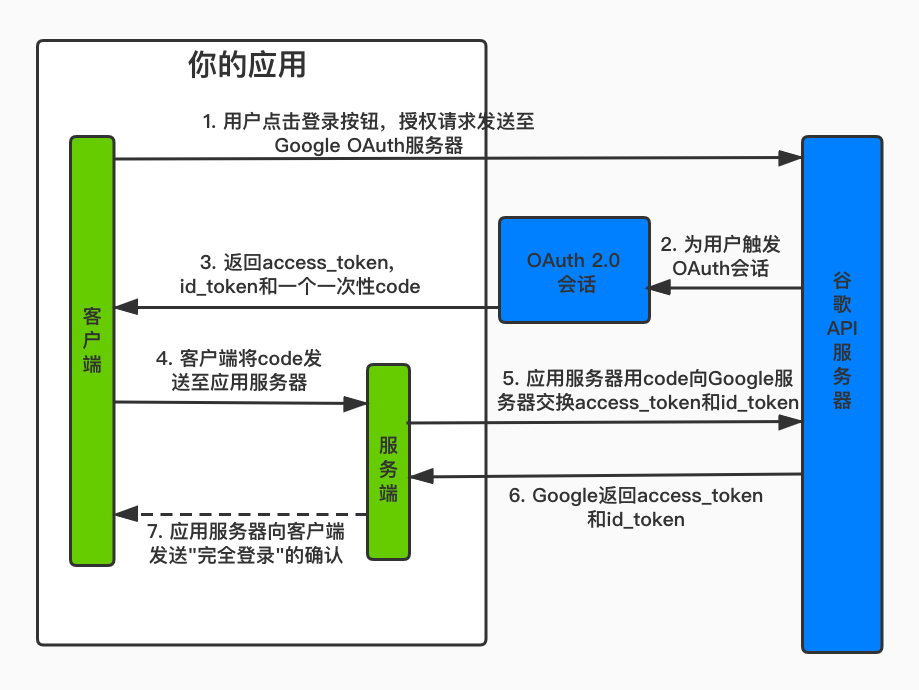 你的应用
1. 用户点击登录按钮，授权请求发送至
Google OAuth服务器
2. 为用户触发
OAuth会话
OAuth 2.0
会话
3. 返回access_token,
id_token和一个一次性code
客
户
端
谷
歌
API
服
务
器
4. 客户端将code发
送至应用服务器
5. 应用服务器用code向Google服
务器交换access_token和id_token
服
务
端
6. Google返回access_token
和id_token
7. 应用服务器向客户端
发送"完全登录"的确认